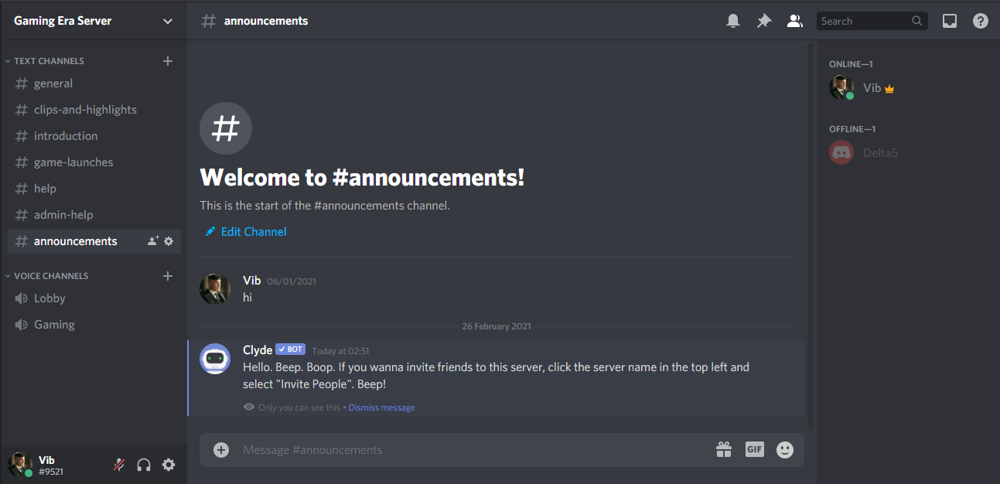 Gaming Era Server
# announcements
Search
TEXT CHANNELS
# general
# clips-and-highlights
# introduction
# game-launches
# help
# admin-help
# announcements
VOICE CHANNELS
Lobby
Gaming
Vib
#9521
#
Welcome to #announcements!
This is the start of the #announcements channel.
Edit Channel
Vib 06/01/2021
hi
26 February 2021
Clyde BOT Today at 02:51
Hello. Beep. Boop. If you wanna invite friends to this server, click the server name in the top left and
select "Invite People". Beep!
Only you can see this • Dismiss message
Message #announcements
GIF
ONLINE—1
Vib
OFFLINE—1
Delta5